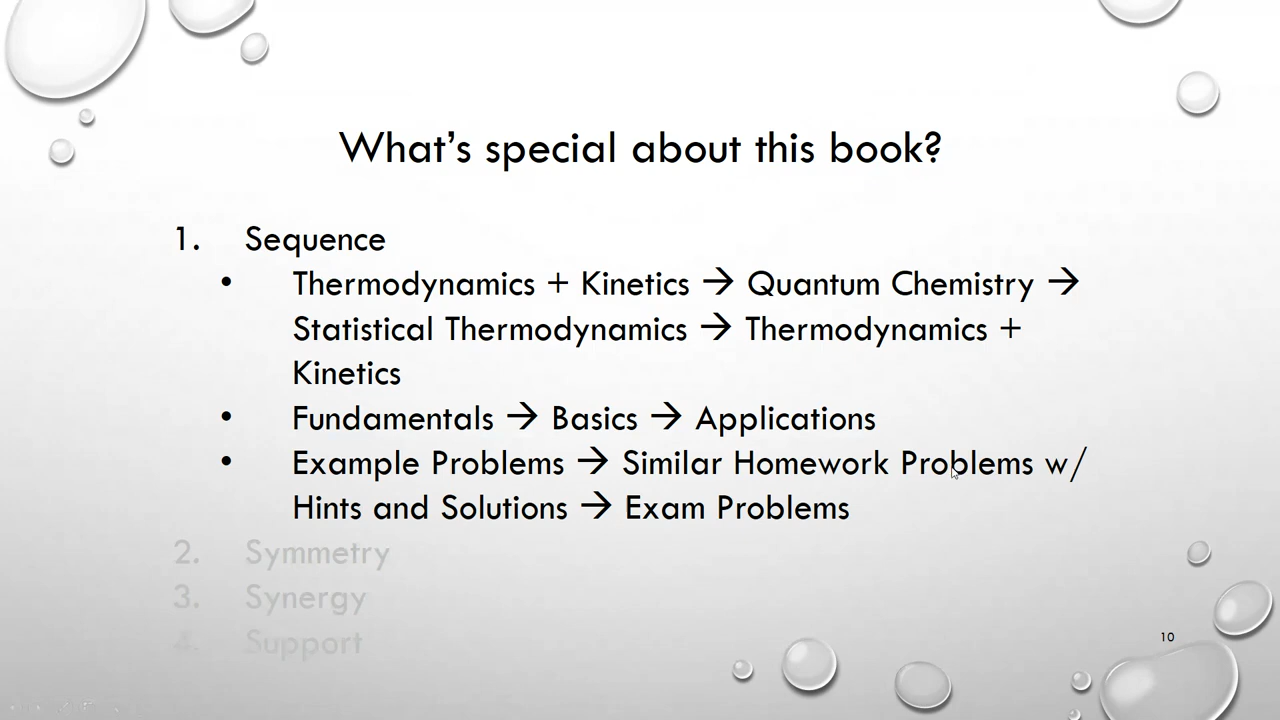 What's special about this book?
1. Sequence
• Thermodynamics + Kinetics → Quantum Chemistry →
Statistical Thermodynamics → Thermodynamics +
Kinetics
• Fundamentals → Basics → Applications
• Example Problems → Similar Homework Problems w/
Hints and Solutions → Exam Problems
2. Symmetry
3. Synergy
4. Support
10